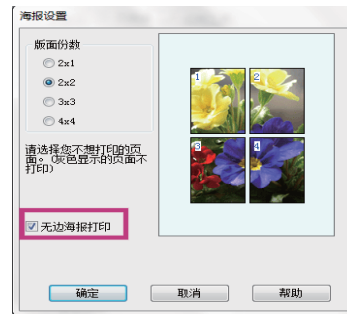 海报设置
版面份数
2x1
2x2
3x3
4x4
请选择您不想打印的页
面。(灰色显示的页面不
打印)
无边海报打印
1
2
3
4
确定
取消
帮助